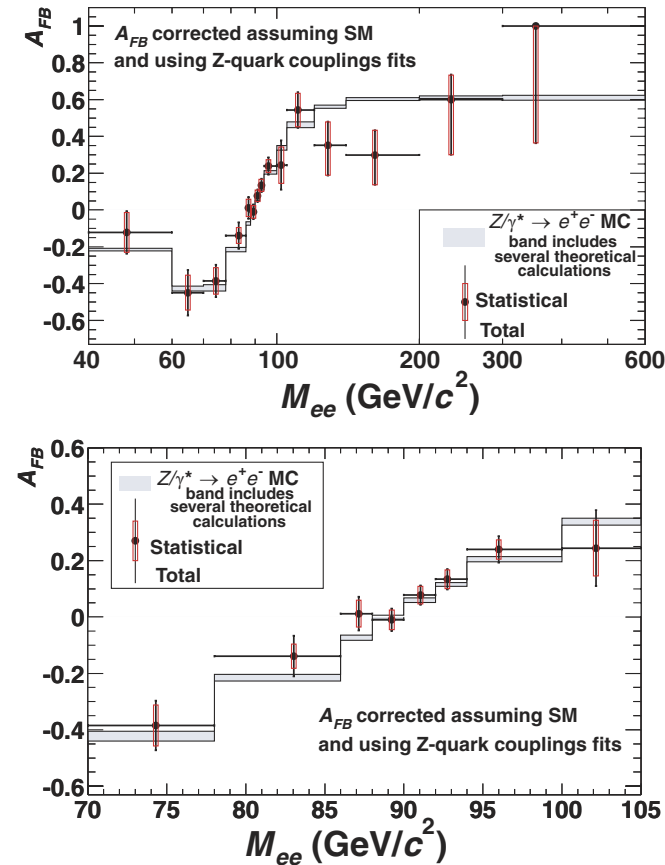 A_FB
1
0.8
0.6
0.4
0.2
0
-0.2
-0.4
-0.6
A_FB corrected assuming SM
and using Z-quark couplings fits
Z/γ* → e⁺e⁻ MC
band includes
several theoretical
calculations
Statistical
Total
40 60 100 200 300 600
M_ee (GeV/c²)
A_FB
0.6
0.4
0.2
0
-0.2
-0.4
-0.6
Z/γ* → e⁺e⁻ MC
band includes
several theoretical
calculations
Statistical
Total
A_FB corrected assuming SM
and using Z-quark couplings fits
70 75 80 85 90 95 100 105
M_ee (GeV/c²)